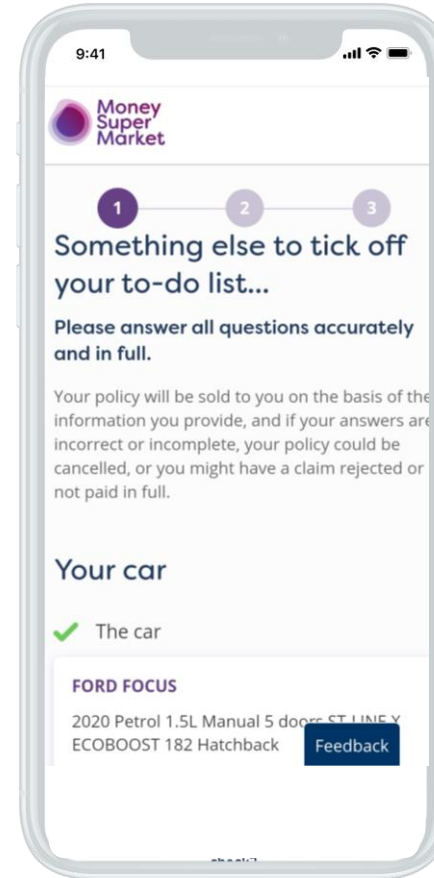 9:41
Money
Super
Market
1 2 3
Something else to tick off
your to-do list...
Please answer all questions accurately
and in full.
Your policy will be sold to you on the basis of the
information you provide, and if your answers are
incorrect or incomplete, your policy could be
cancelled, or you might have a claim rejected or
not paid in full.
Your car
The car
FORD FOCUS
2020 Petrol 1.5L Manual 5 doors ST LINE X
ECOBOOST 182 Hatchback
Feedback